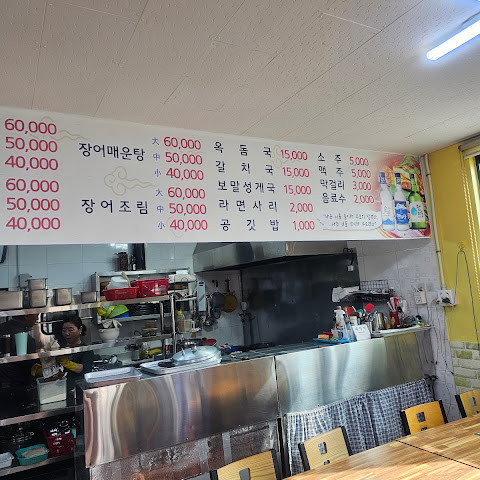 60,000
50,000
40,000
60,000
50,000
40,000
장어매운탕 大 60,000
中 50,000
小 40,000
장어조림 大 60,000
中 50,000
小 40,000
옥돔국 15,000
갈치국 15,000
보말성게국 15,000
라면사리 2,000
공깃밥 1,000
소주 5,000
맥주 5,000
막걸리 3,000
음료수 2,000